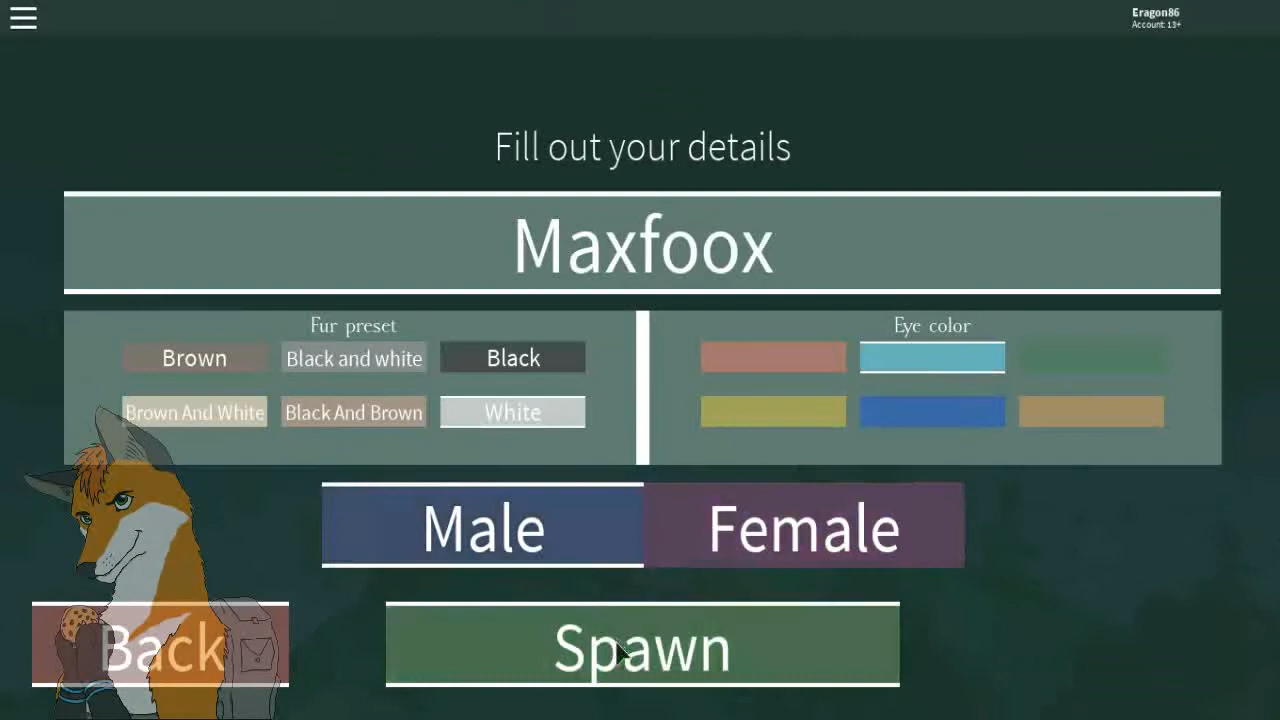 Eragon86
Account: 13+
Fill out your details
Maxfoox
Fur preset
Eye color
Brown
Black and white
Black
Brown And White
Black And Brown
White
Male
Female
Back
Spawn